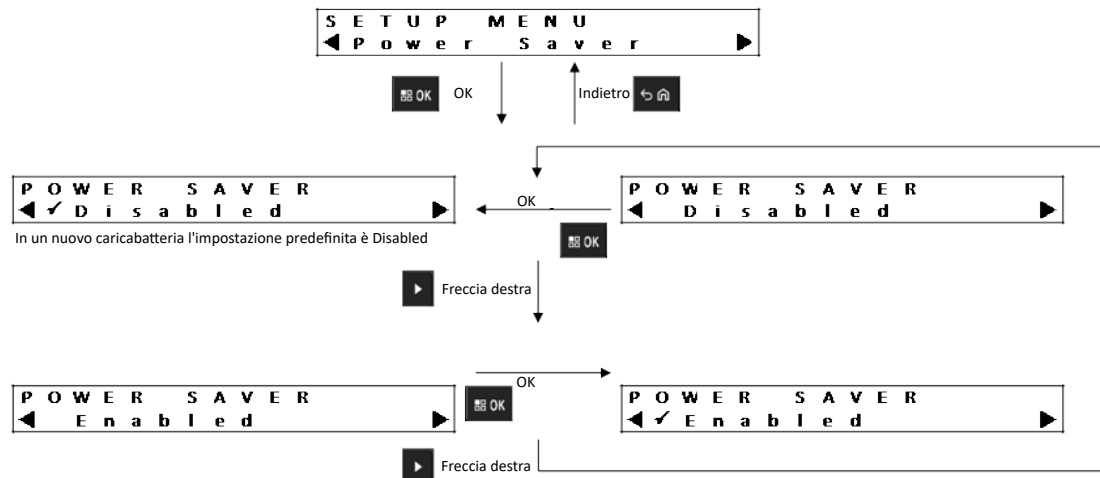 SETUP MENU
◀ Power Saver ▶
OK OK Indietro
POWER SAVER
◀ ✓ Disabled ▶
OK
POWER SAVER
◀ Disabled ▶
In un nuovo caricabatteria l'impostazione predefinita è Disabled
OK
Freccia destra
POWER SAVER
◀ Enabled ▶
OK
OK
POWER SAVER
◀ ✓ Enabled ▶
Freccia destra